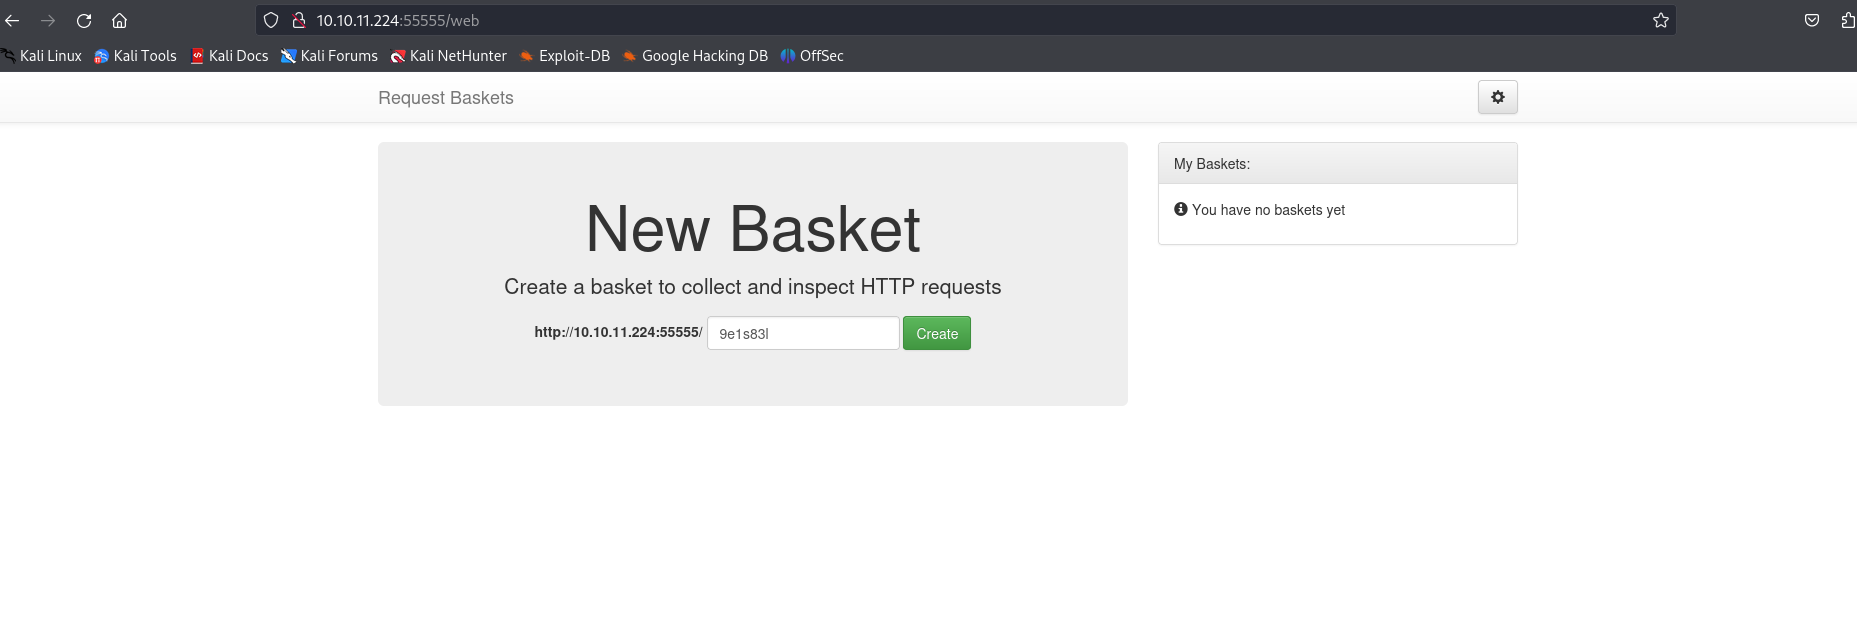 10.10.11.224:55555/web
Kali Linux Kali Tools Kali Docs Kali Forums Kali NetHunter Exploit-DB Google Hacking DB OffSec
Request Baskets
New Basket
Create a basket to collect and inspect HTTP requests
http://10.10.11.224:55555/ 9e1s83l Create
My Baskets:
You have no baskets yet